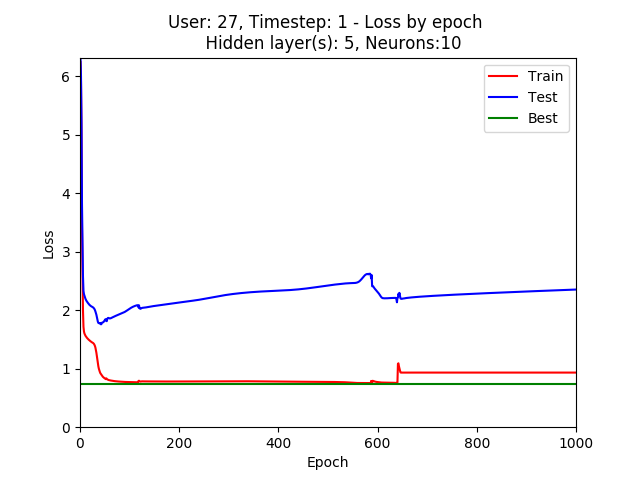 User: 27, Timestep: 1 - Loss by epoch
Hidden layer(s): 5, Neurons:10
Train
Test
Best
Loss
6
5
4
3
2
1
0
0 200 400 600 800 1000
Epoch